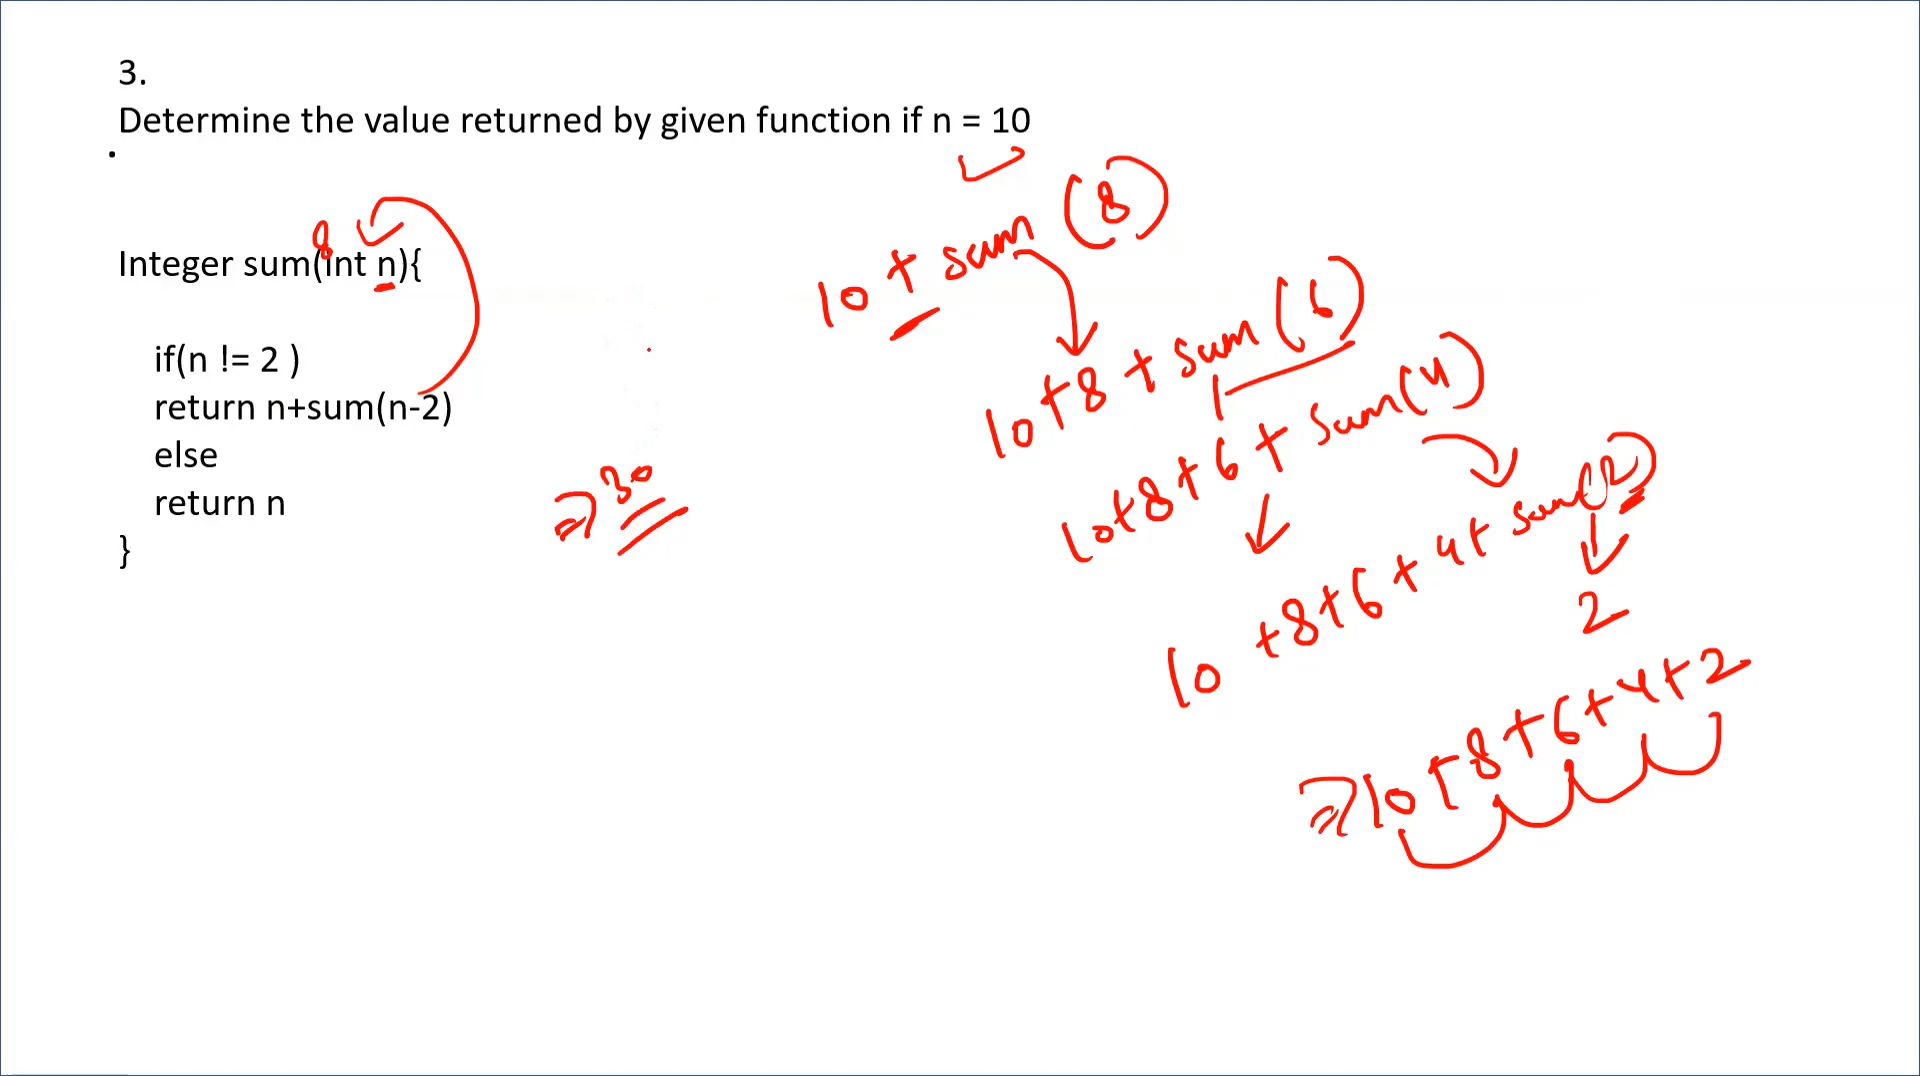 3.
Determine the value returned by given function if n = 10
Integer sum(int n){
8
if(n != 2 )
return n+sum(n-2)
else
return n
}
⇒ 30
10 + sum (8)
10+8 + sum (6)
10+8+6 + sum(4)
10 +8+6+4+ sum(2)
2
⇒ 10+8+6+4+2